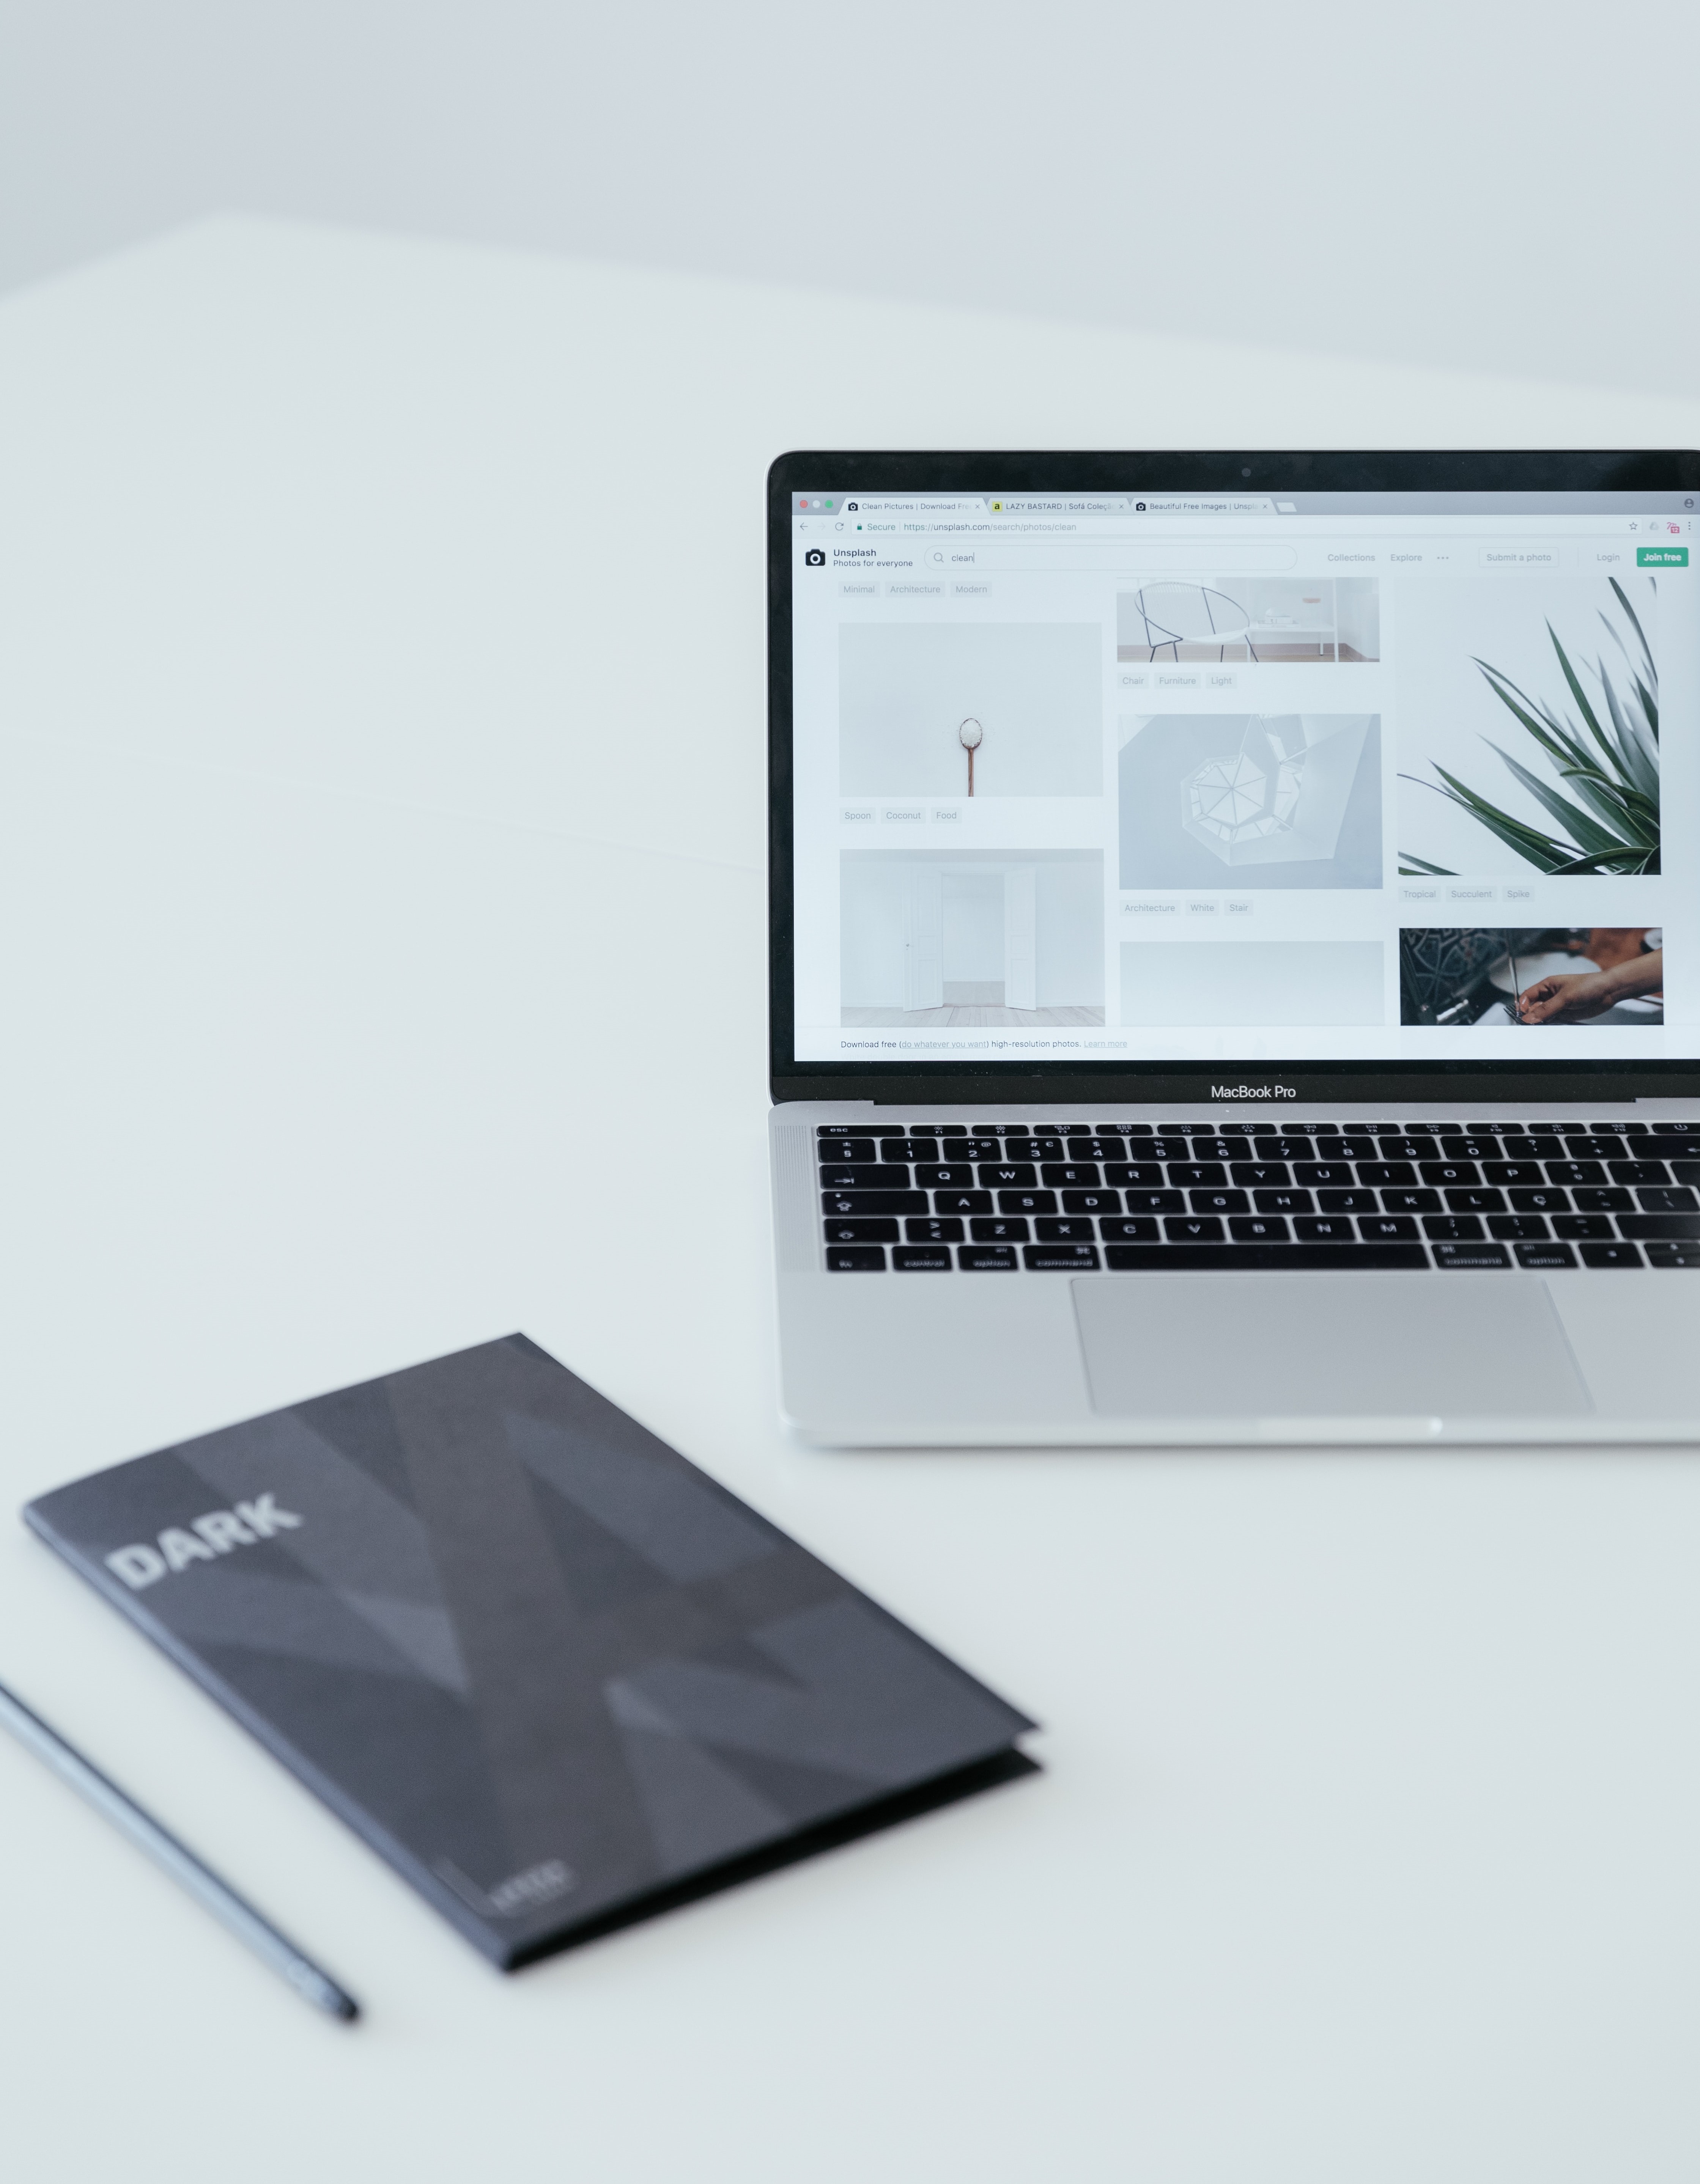 Clean Pictures | Download Fre
LAZY BASTARD | Sofá Coleçã
Beautiful Free Images | Unspl
Secure https://unsplash.com/search/photos/clean
Unsplash
Photos for everyone
clean
Collections Explore Submit a photo Login Join free
Minimal Architecture Modern
Chair Furniture Light
Spoon Coconut Food
Tropical Succulent Spike
Architecture White Stair
Download free (do whatever you want) high-resolution photos. Learn more
MacBook Pro
esc
§ 1 2 3 4 5 6 7 8 9 0
Q W E R T Y U I O P
A S D F G H J K L Ç
Z X C V B N M
fn control option command command option
DARK